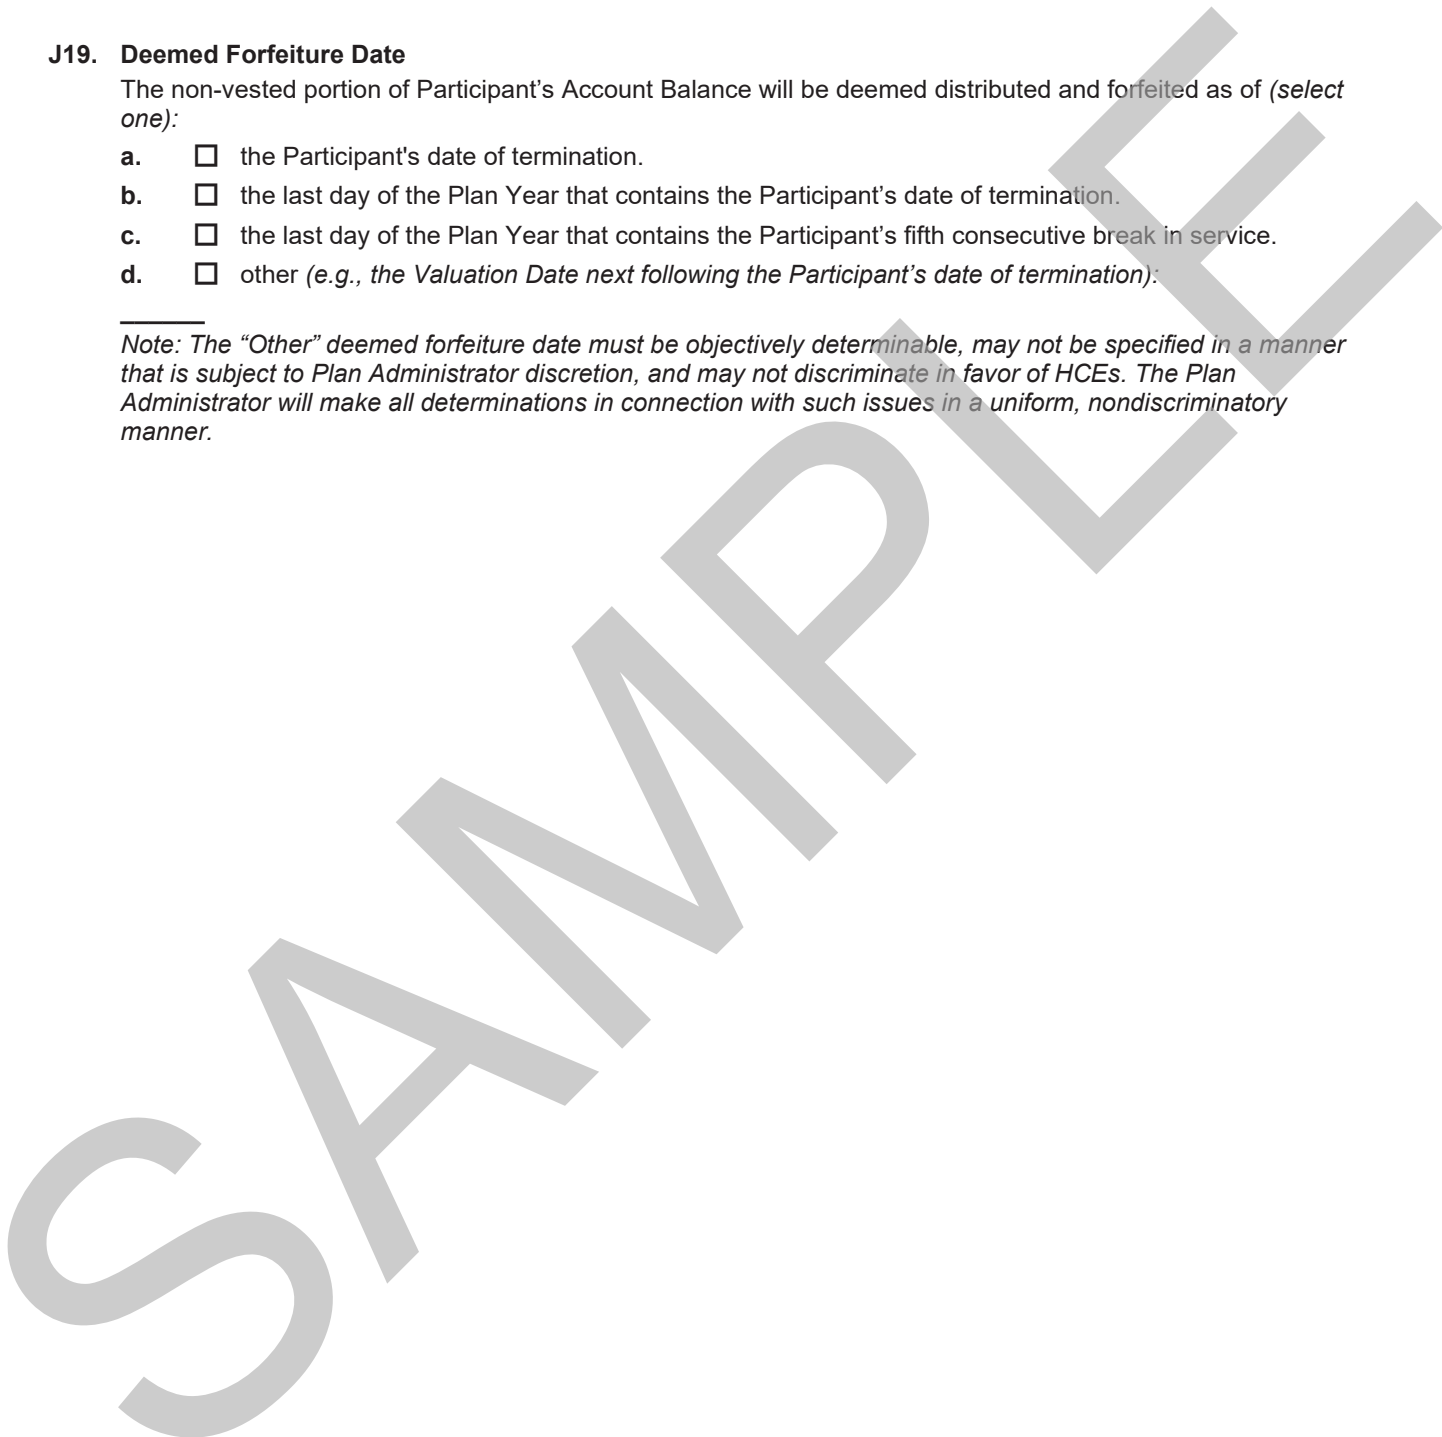 J19. Deemed Forfeiture Date
The non-vested portion of Participant’s Account Balance will be deemed distributed and forfeited as of (select
one):
a. ☐ the Participant's date of termination.
b. ☐ the last day of the Plan Year that contains the Participant’s date of termination.
c. ☐ the last day of the Plan Year that contains the Participant’s fifth consecutive break in service.
d. ☐ other (e.g., the Valuation Date next following the Participant’s date of termination):
______
Note: The “Other” deemed forfeiture date must be objectively determinable, may not be specified in a manner
that is subject to Plan Administrator discretion, and may not discriminate in favor of HCEs. The Plan
Administrator will make all determinations in connection with such issues in a uniform, nondiscriminatory
manner.
SAMPLE